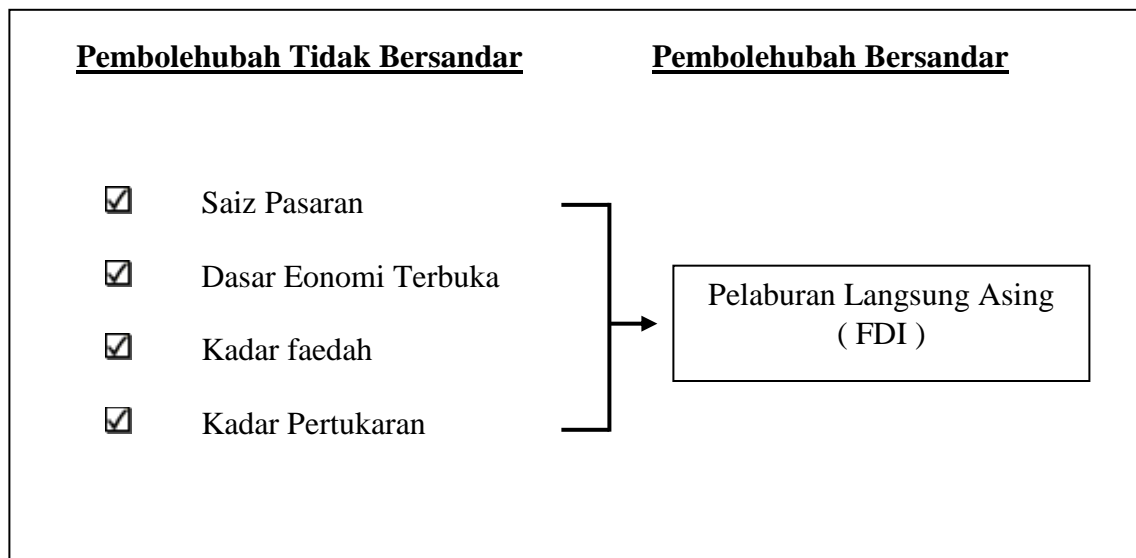 Pembolehubah Tidak Bersandar
Pembolehubah Bersandar
Saiz Pasaran
Dasar Eonomi Terbuka
Kadar faedah
Kadar Pertukaran
Pelaburan Langsung Asing
( FDI )